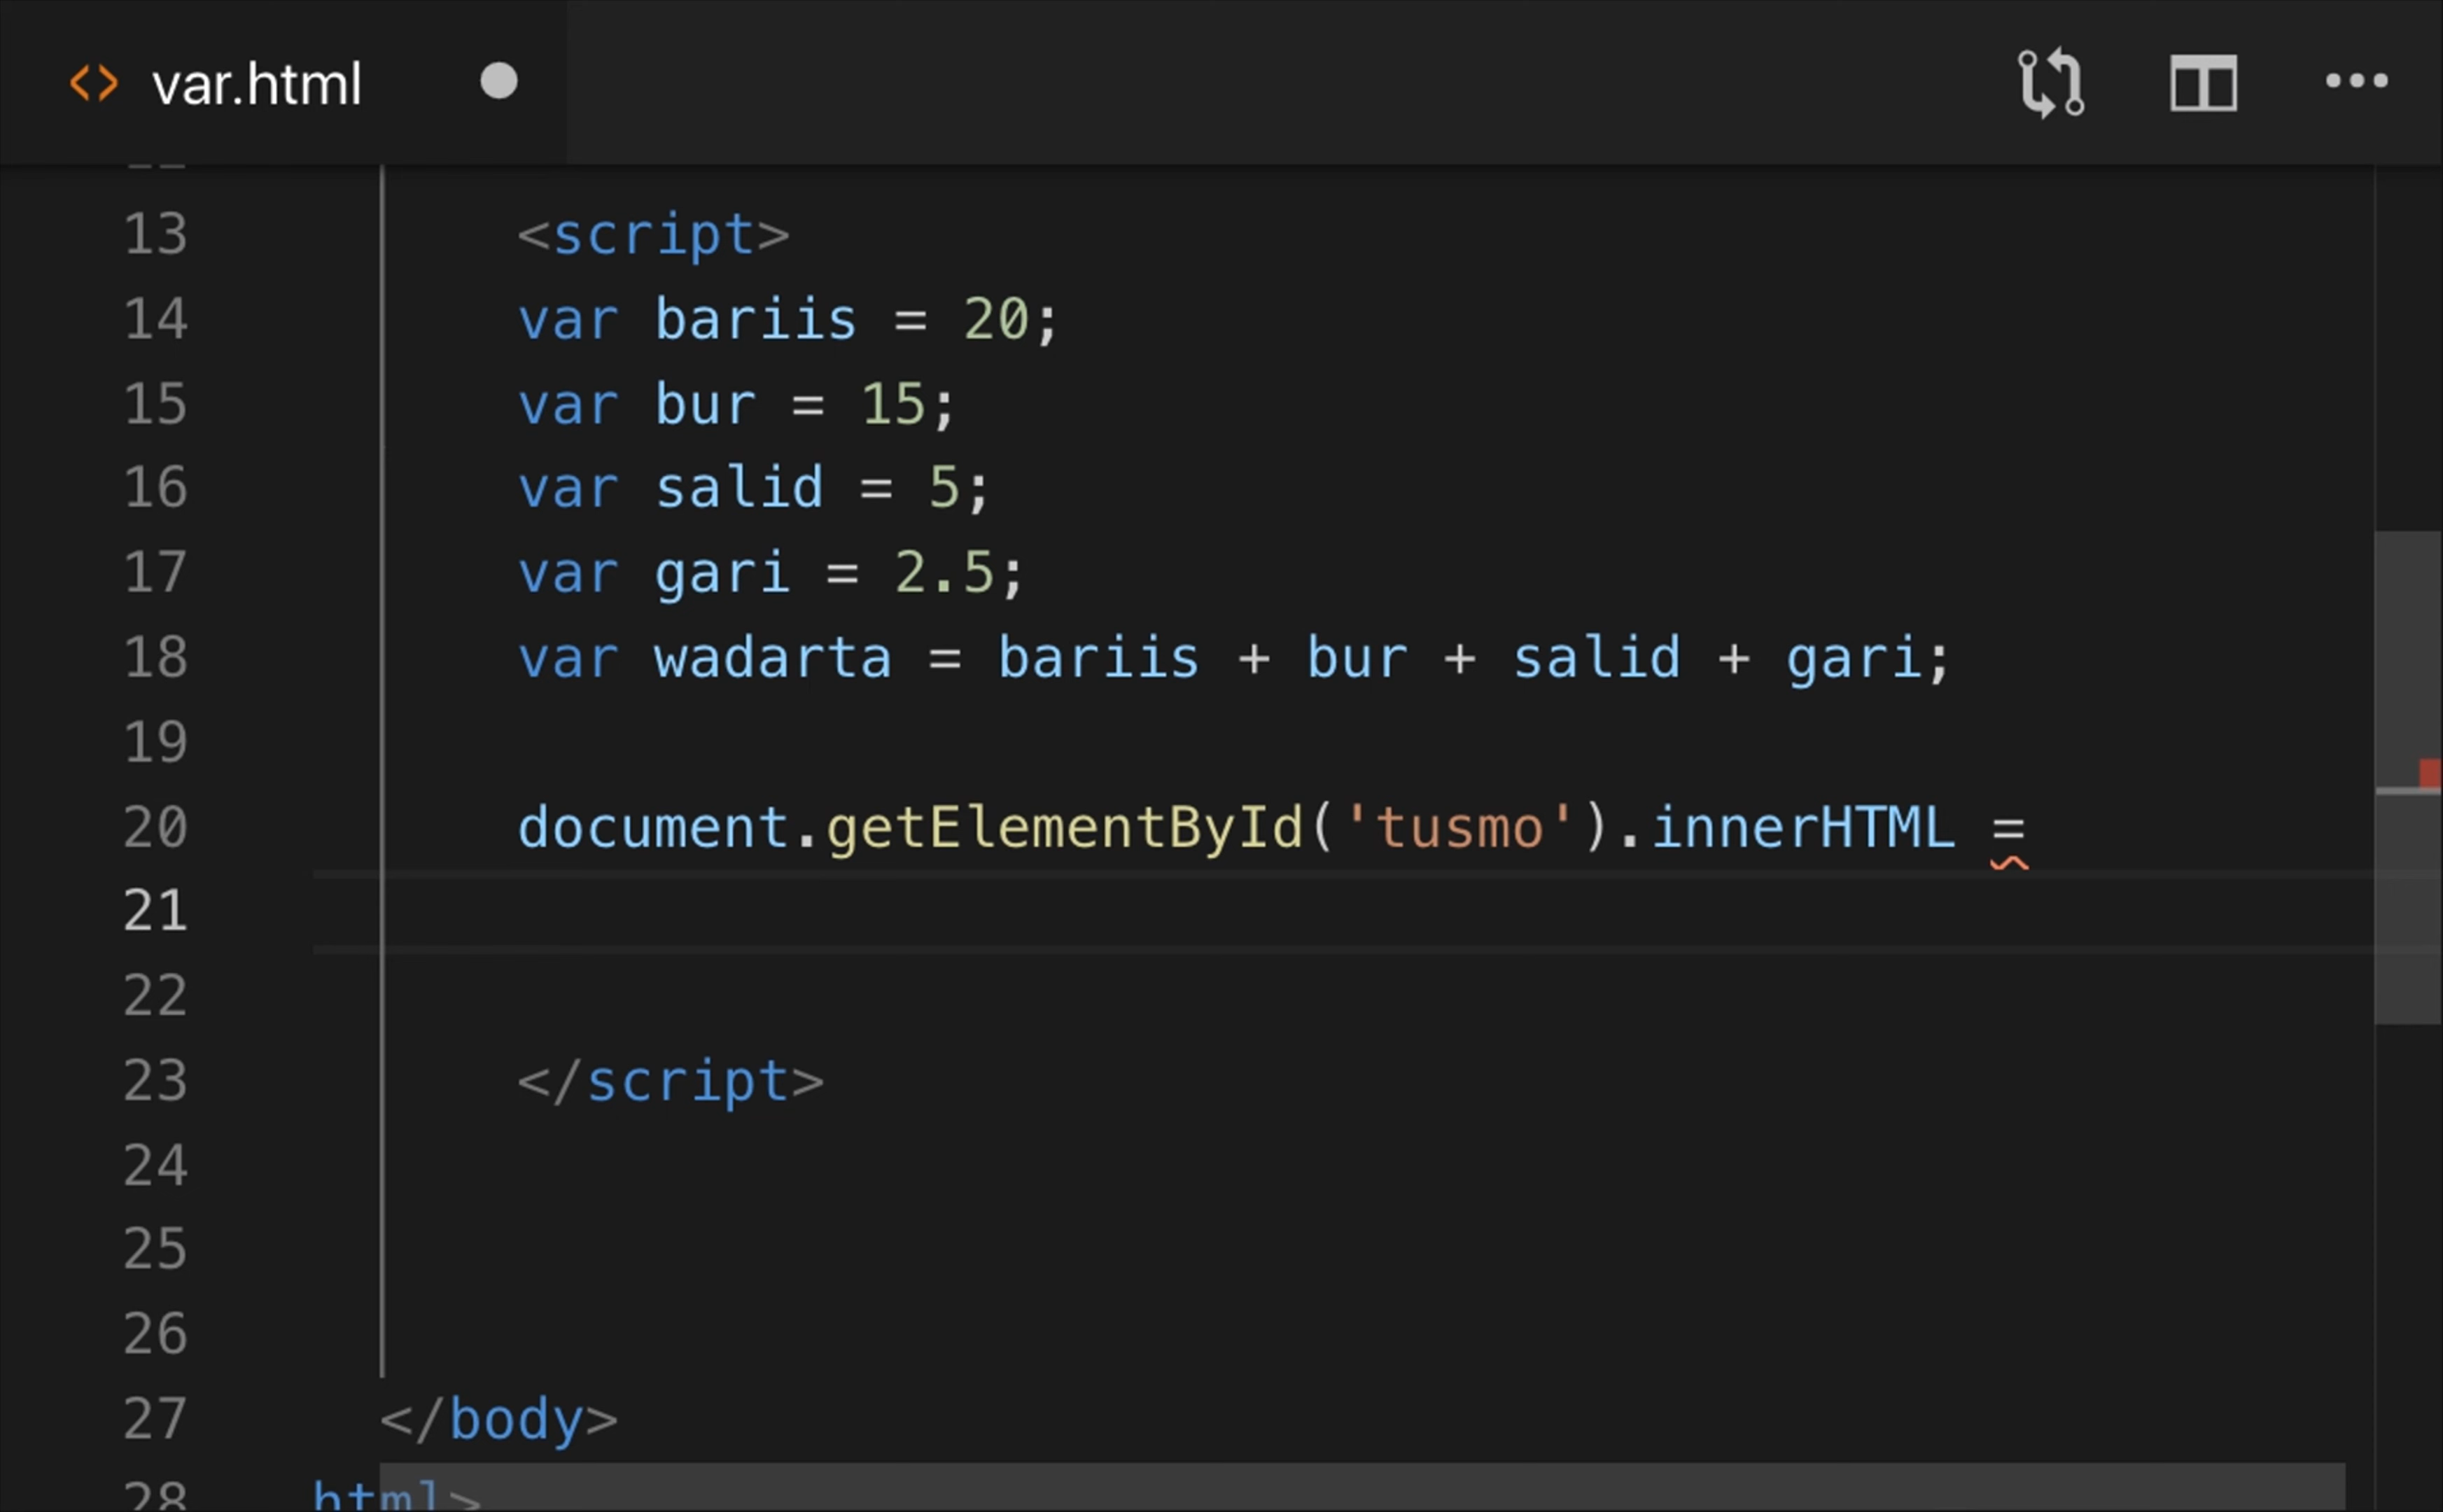 var.html
13 <script>
14 var bariis = 20;
15 var bur = 15;
16 var salid = 5;
17 var gari = 2.5;
18 var wadarta = bariis + bur + salid + gari;
19
20 document.getElementById('tusmo').innerHTML =
21
22
23 </script>
24
25
26
27 </body>
28 html>